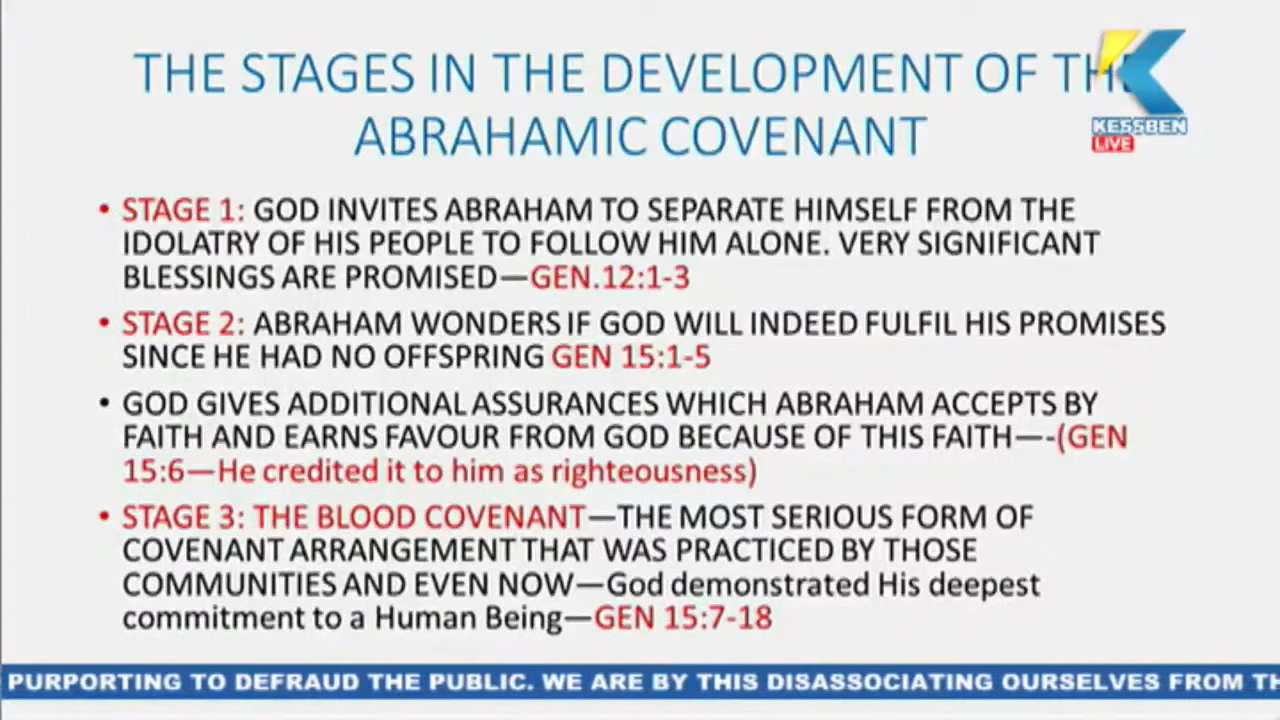 THE STAGES IN THE DEVELOPMENT OF THE
ABRAHAMIC COVENANT
KESSBEN
LIVE
• STAGE 1: GOD INVITES ABRAHAM TO SEPARATE HIMSELF FROM THE
IDOLATRY OF HIS PEOPLE TO FOLLOW HIM ALONE. VERY SIGNIFICANT
BLESSINGS ARE PROMISED—GEN.12:1-3
• STAGE 2: ABRAHAM WONDERS IF GOD WILL INDEED FULFIL HIS PROMISES
SINCE HE HAD NO OFFSPRING GEN 15:1-5
• GOD GIVES ADDITIONAL ASSURANCES WHICH ABRAHAM ACCEPTS BY
FAITH AND EARNS FAVOUR FROM GOD BECAUSE OF THIS FAITH—-(GEN
15:6—He credited it to him as righteousness)
• STAGE 3: THE BLOOD COVENANT—THE MOST SERIOUS FORM OF
COVENANT ARRANGEMENT THAT WAS PRACTICED BY THOSE
COMMUNITIES AND EVEN NOW—God demonstrated His deepest
commitment to a Human Being—GEN 15:7-18
PURPORTING TO DEFRAUD THE PUBLIC. WE ARE BY THIS DISASSOCIATING OURSELVES FROM TH